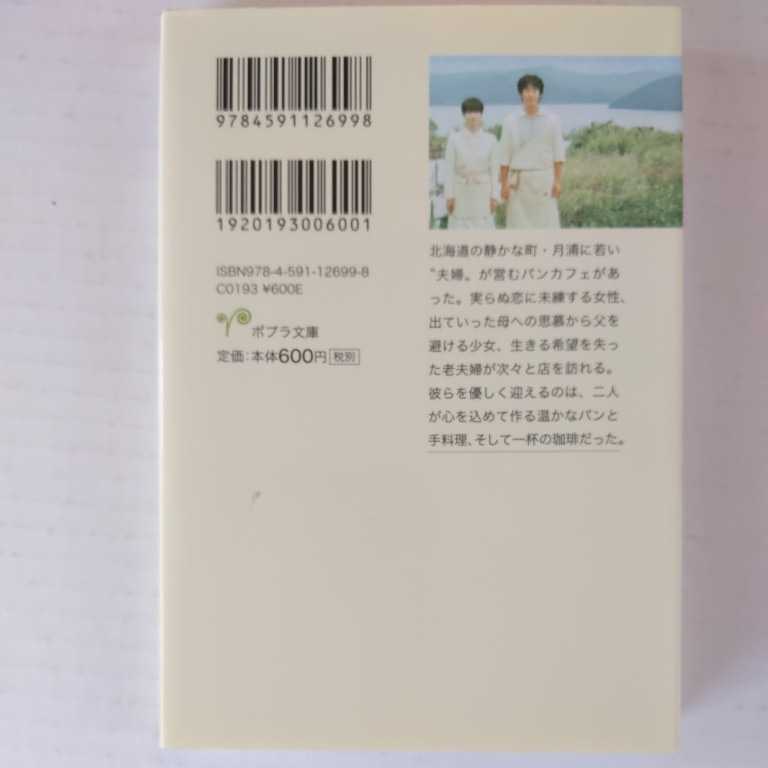 9784591126998
1920193006001
ISBN978-4-591-12699-8
C0193 ¥600E
ポプラ文庫
定価：本体600円 税別
北海道の静かな町・月浦に若い
〝夫婦〟が営むパンカフェがあ
った。実らぬ恋に未練する女性、
出ていった母への思慕から父を
避ける少女、生きる希望を失っ
た老夫婦が次々と店を訪れる。
彼らを優しく迎えるのは、二人
が心を込めて作る温かなパンと
手料理、そして一杯の珈琲だった。